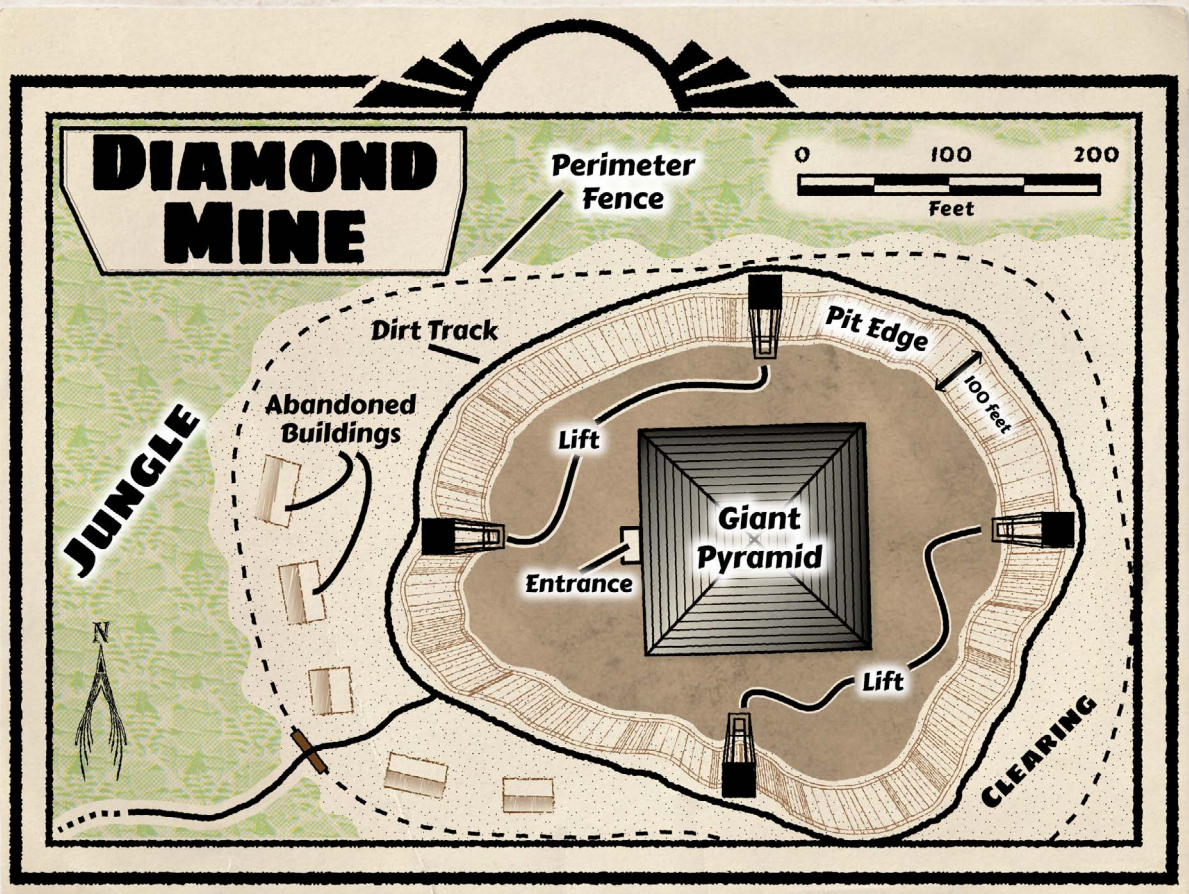 DIAMOND
MINE
Perimeter
Fence
0 100 200
Feet
Dirt Track
Pit Edge
100 feet
Abandoned
Buildings
Lift
JUNGLE
Giant
Pyramid
Entrance
N
Lift
CLEARING